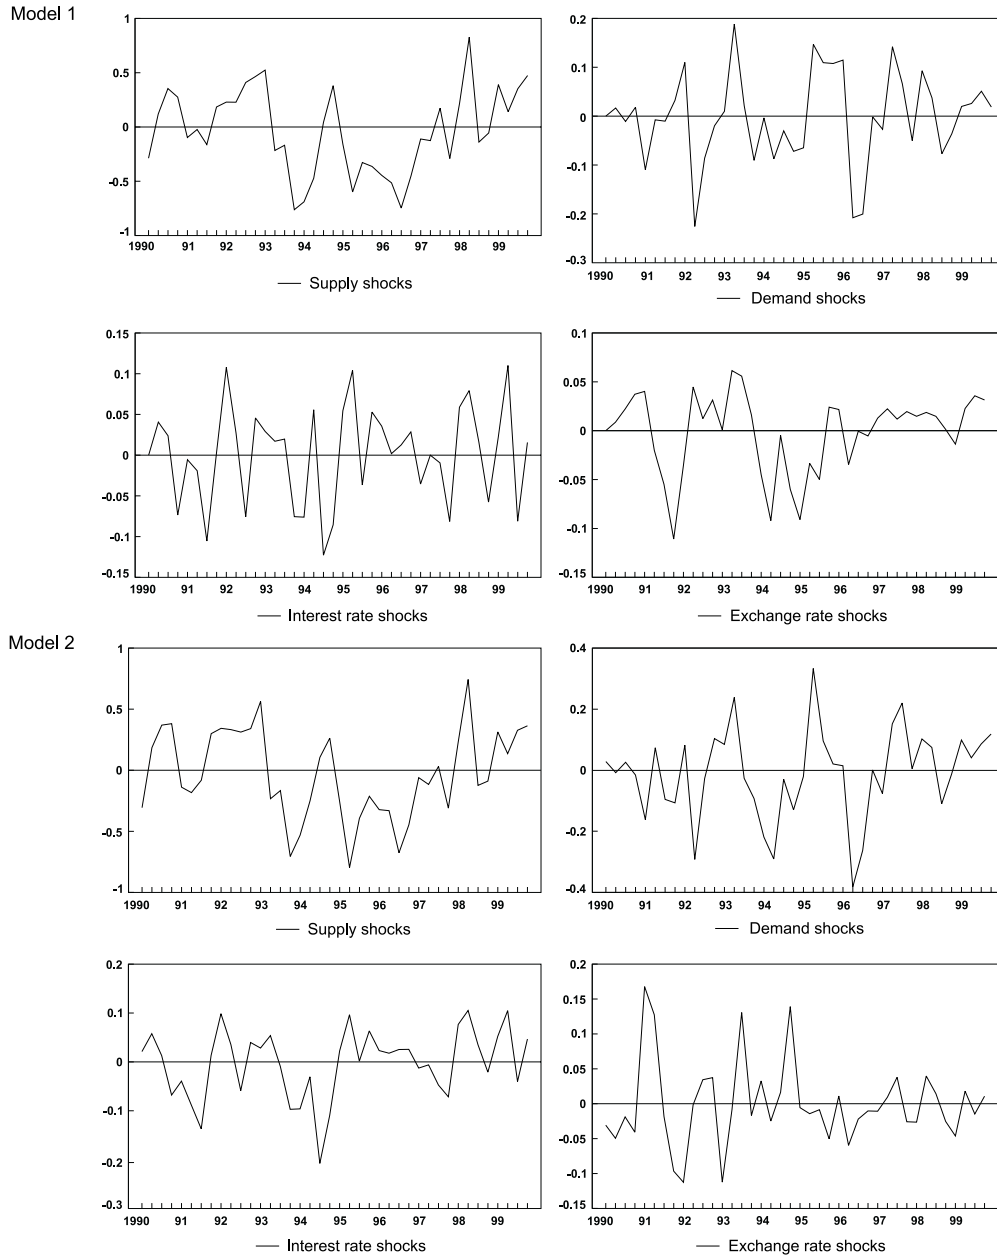 Model 1
1
0.5
0
-0.5
-1
1990 91 92 93 94 95 96 97 98 99
Supply shocks
0.2
0.1
0
-0.1
-0.2
-0.3
1990 91 92 93 94 95 96 97 98 99
Demand shocks
0.15
0.1
0.05
0
-0.05
-0.1
-0.15
1990 91 92 93 94 95 96 97 98 99
Interest rate shocks
0.1
0.05
0
-0.05
-0.1
-0.15
1990 91 92 93 94 95 96 97 98 99
Exchange rate shocks
Model 2
1
0.5
0
-0.5
-1
1990 91 92 93 94 95 96 97 98 99
Supply shocks
0.4
0.2
0
-0.2
-0.4
1990 91 92 93 94 95 96 97 98 99
Demand shocks
0.2
0.1
0
-0.1
-0.2
-0.3
1990 91 92 93 94 95 96 97 98 99
Interest rate shocks
0.2
0.15
0.1
0.05
0
-0.05
-0.1
-0.15
1990 91 92 93 94 95 96 97 98 99
Exchange rate shocks